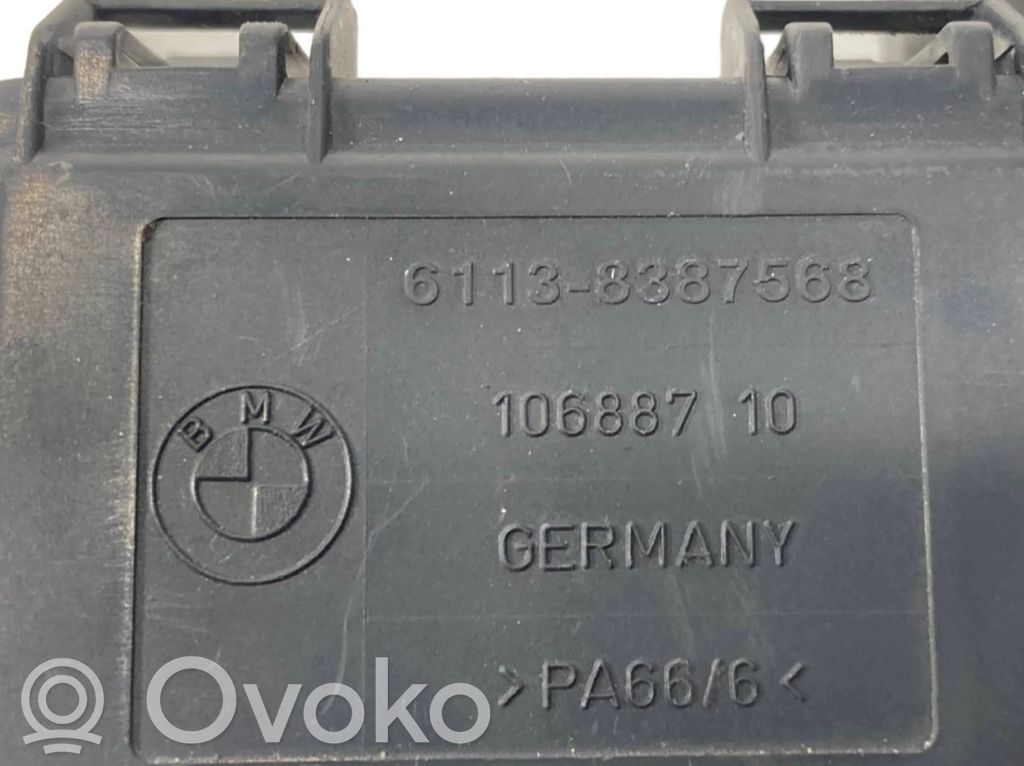 6113-8387568
106887 10
BMW
GERMANY
>PA66/6<
Ovoko